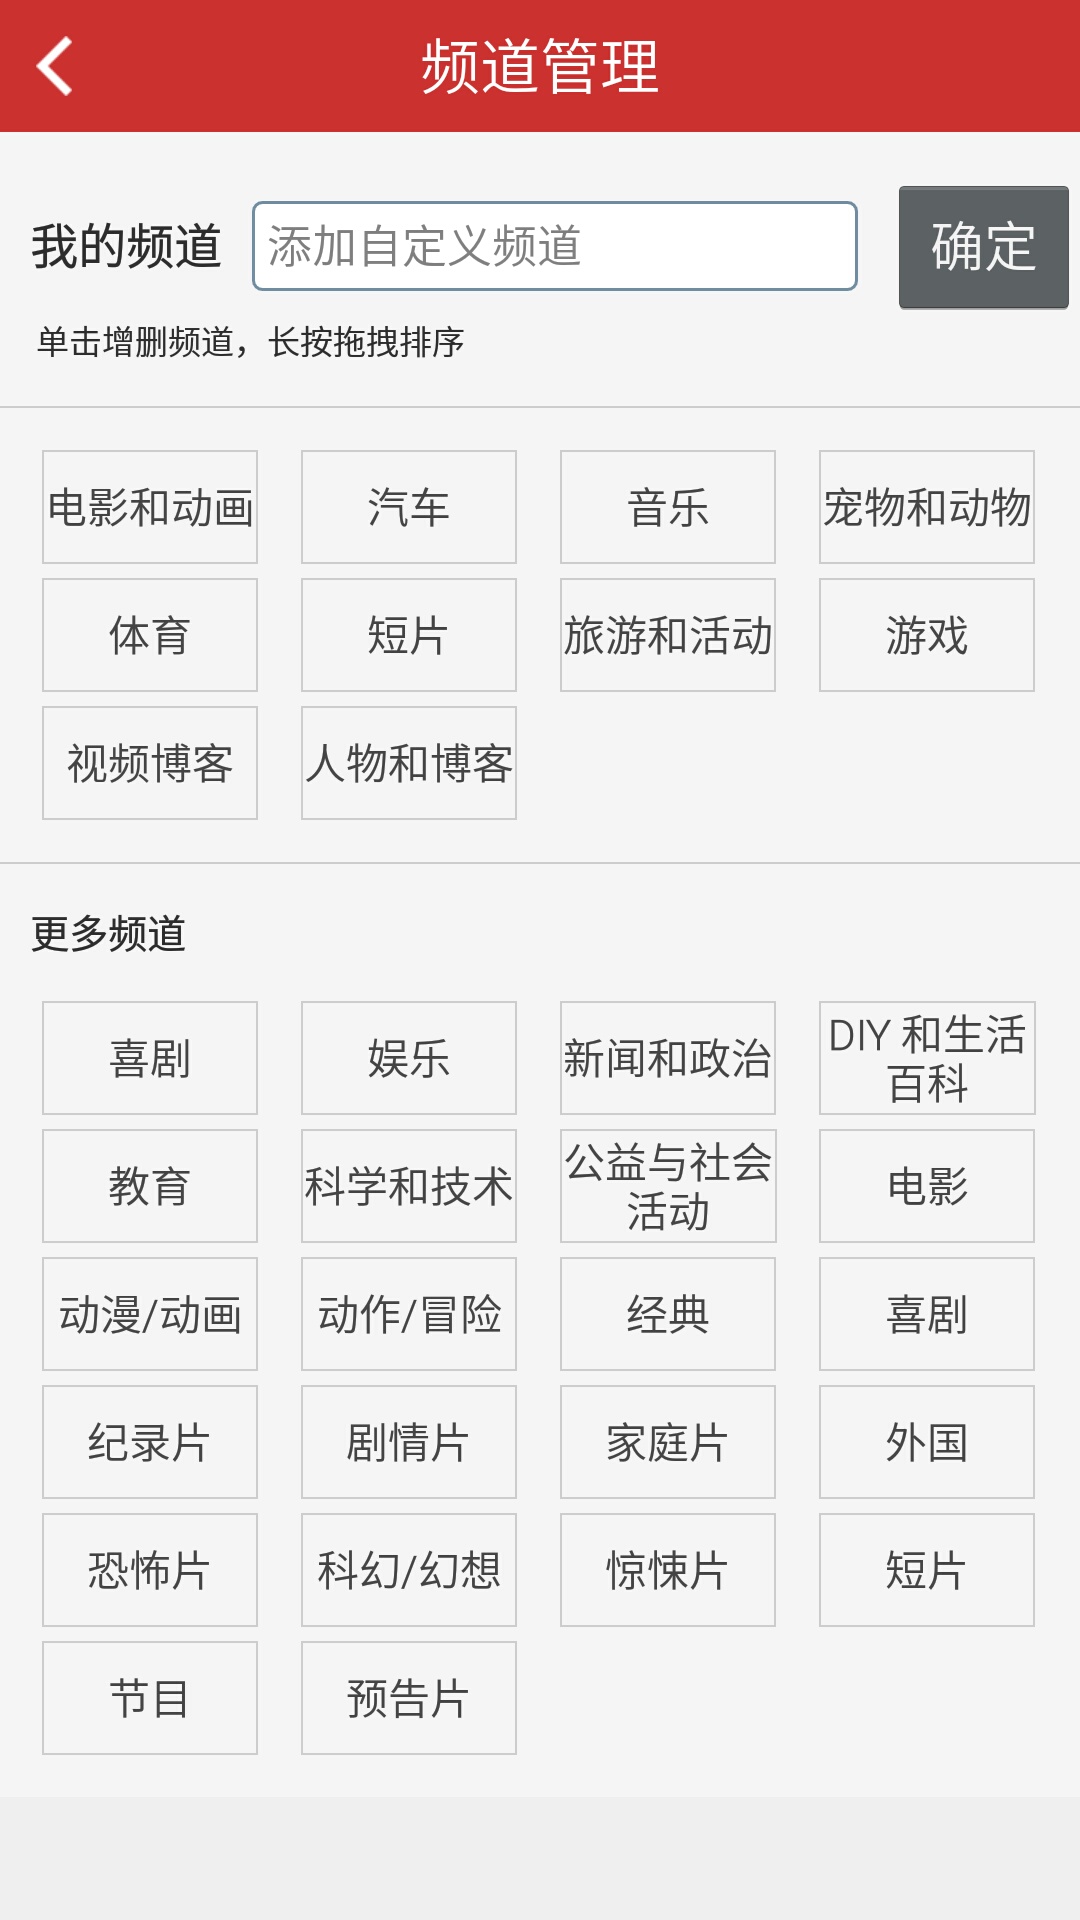 频道管理
我的频道
添加自定义频道
确定
单击增删频道，长按拖拽排序
电影和动画
汽车
音乐
宠物和动物
体育
短片
旅游和活动
游戏
视频博客
人物和博客
更多频道
喜剧
娱乐
新闻和政治
DIY 和生活
百科
教育
科学和技术
公益与社会
活动
电影
动漫/动画
动作/冒险
经典
喜剧
纪录片
剧情片
家庭片
外国
恐怖片
科幻/幻想
惊悚片
短片
节目
预告片